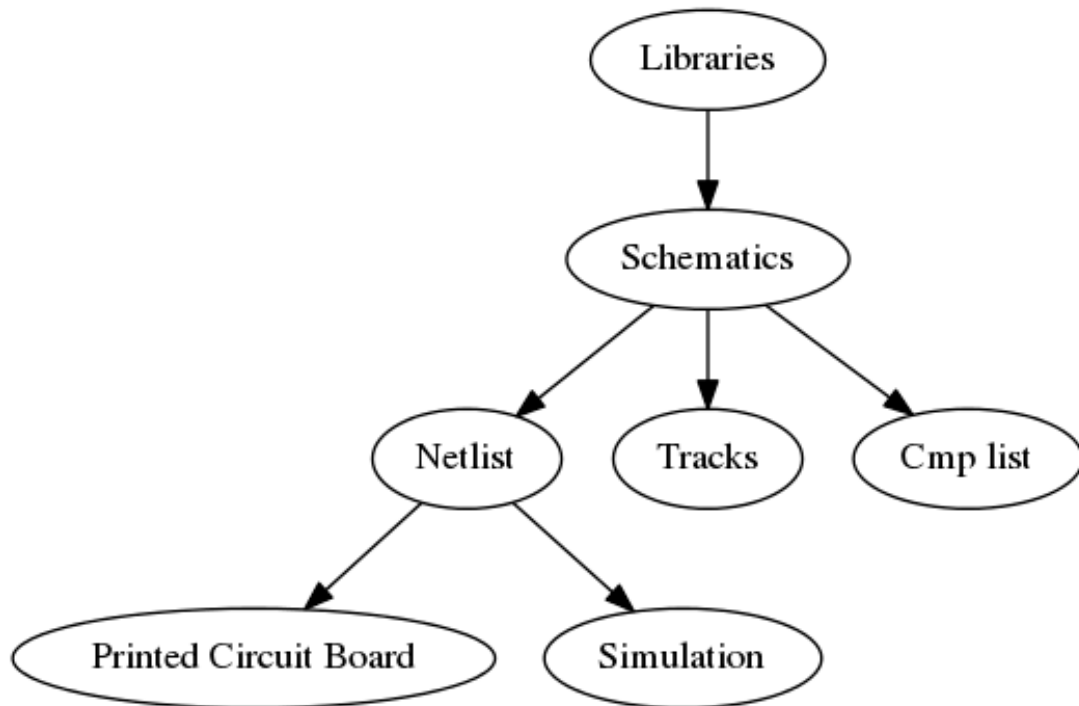 Libraries
Schematics
Netlist
Tracks
Cmp list
Printed Circuit Board
Simulation